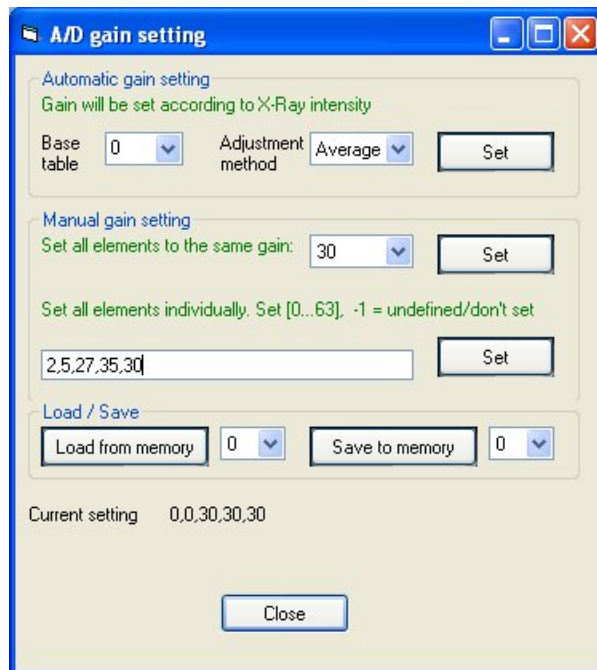 A/D gain setting
Automatic gain setting
Gain will be set according to X-Ray intensity
Base table 0 Adjustment method Average Set
Manual gain setting
Set all elements to the same gain: 30 Set
Set all elements individually. Set [0...63], -1 = undefined/don't set
2,5,27,35,30 Set
Load / Save
Load from memory 0 Save to memory 0
Current setting 0,0,30,30,30
Close